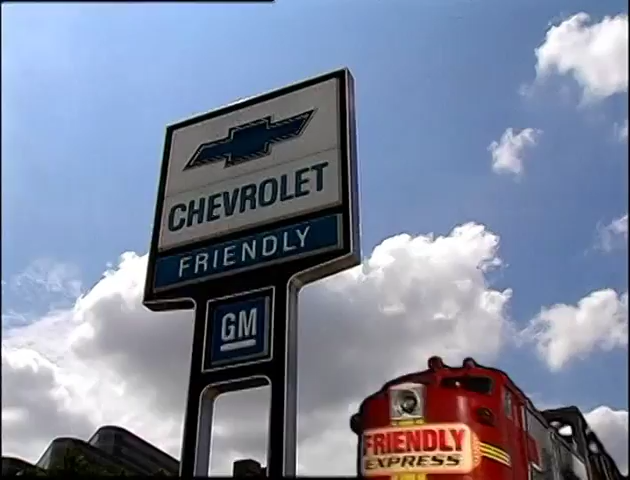 CHEVROLET
FRIENDLY
GM
FRIENDLY
EXPRESS